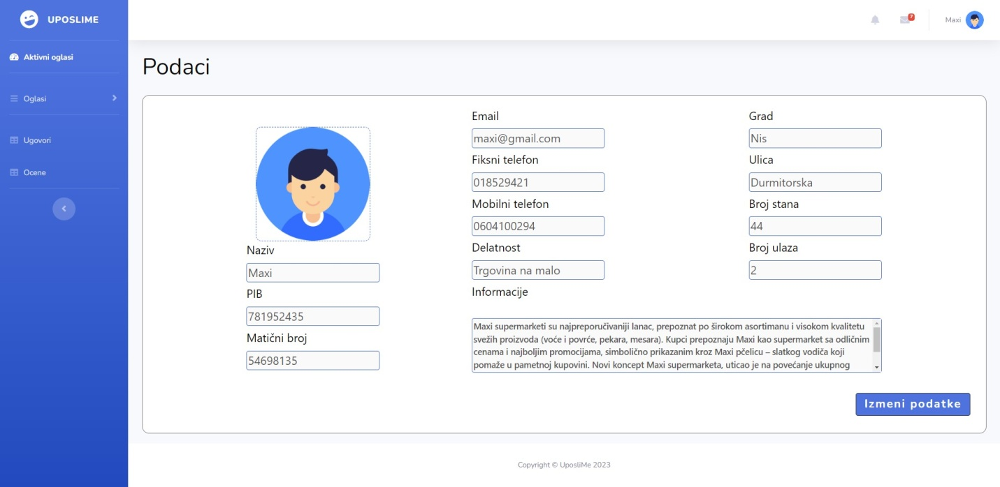 UPOSLIME
7
Maxi
Aktivni oglasi
Oglasi
Ugovori
Ocene
Podaci
Naziv
Maxi
PIB
781952435
Matični broj
54698135
Email
maxi@gmail.com
Fiksni telefon
018529421
Mobilni telefon
0604100294
Delatnost
Trgovina na malo
Grad
Nis
Ulica
Durmitorska
Broj stana
44
Broj ulaza
2
Informacije
Maxi supermarketi su najpreporučivaniji lanac, prepoznat po širokom asortimanu i visokom kvalitetu
svežih proizvoda (voće i povrće, pekara, mesara). Kupci prepoznaju Maxi kao supermarket sa odličnim
cenama i najboljim promocijama, simbolično prikazanim kroz Maxi pčelicu – slatkog vodiča koji
pomaže u pametnoj kupovini. Novi koncept Maxi supermarketa, uticao je na povećanje ukupnog
Izmeni podatke
Copyright © UposliMe 2023